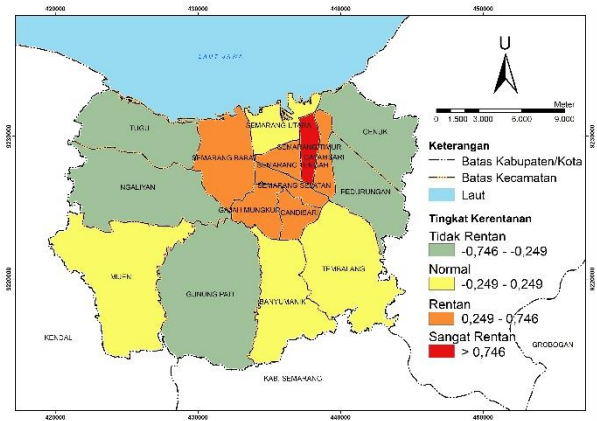 420000 430000 440000 450000
LAUT JAWA
U
Meter
0 1.500 3.000 6.000 9.000
9230000
9230000
TUGU
SEMARANG UTARA
GENUK
SEMARANG TIMUR
SEMARANG BARAT
GAYAMSARI
SEMARANG TENGAH
NGALIYAN
SEMARANG SELATAN
PEDURUNGAN
GAJAH MUNGKUR
CANDISARI
MIJEN
GUNUNG PATI
BANYUMANIK
TEMBALANG
9220000
9220000
KENDAL
KAB. SEMARANG
GROBOGAN
Keterangan
Batas Kabupaten/Kota
Batas Kecamatan
Laut
Tingkat Kerentanan
Tidak Rentan
-0,746 - -0,249
Normal
-0,249 - 0,249
Rentan
0,249 - 0,746
Sangat Rentan
> 0,746
420000 430000 440000 450000